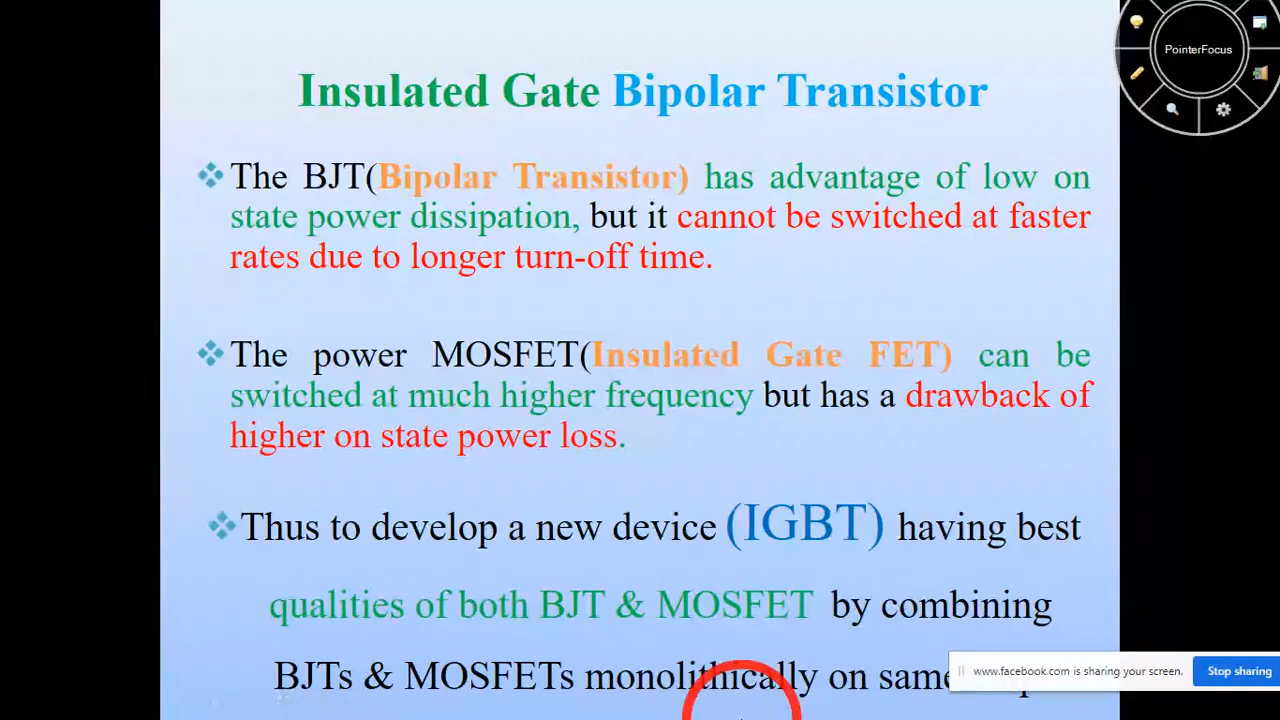 PointerFocus
Insulated Gate Bipolar Transistor
The BJT(Bipolar Transistor) has advantage of low on
state power dissipation, but it cannot be switched at faster
rates due to longer turn-off time.
The power MOSFET(Insulated Gate FET) can be
switched at much higher frequency but has a drawback of
higher on state power loss.
Thus to develop a new device (IGBT) having best
qualities of both BJT & MOSFET by combining
BJTs & MOSFETs monolithically on same
www.facebook.com is sharing your screen.
Stop sharing